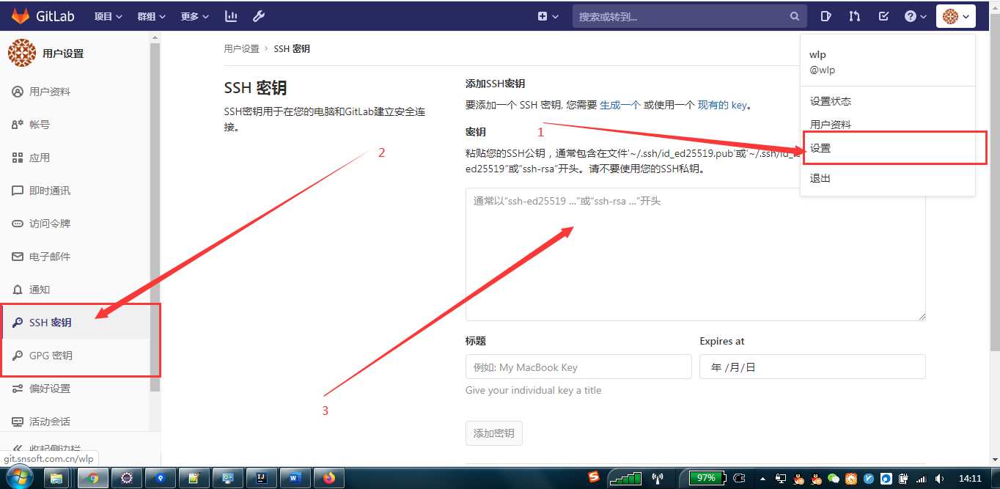 GitLab 项目 群组 更多 搜索或转到...
用户设置
用户资料
帐号
应用
即时通讯
访问令牌
电子邮件
通知
SSH 密钥
GPG 密钥
偏好设置
活动会话
收起侧边栏
git.snsoft.com.cn/wlp
用户设置 > SSH 密钥
SSH 密钥
SSH密钥用于在您的电脑和GitLab建立安全连
接。
添加SSH密钥
要添加一个 SSH 密钥, 您需要 生成一个 或使用一个 现有的 key。
密钥
粘贴您的SSH公钥，通常包含在文件'~/.ssh/id_ed25519.pub'或'~/.ssh/id_
ed25519”或“ssh-rsa”开头。请不要使用您的SSH私钥。
通常以“ssh-ed25519 ...”或“ssh-rsa ...”开头
标题
例如: My MacBook Key
Give your individual key a title
Expires at
年 /月/日
添加密钥
wlp
@wlp
设置状态
用户资料
设置
退出
1
2
3
97%
14:11